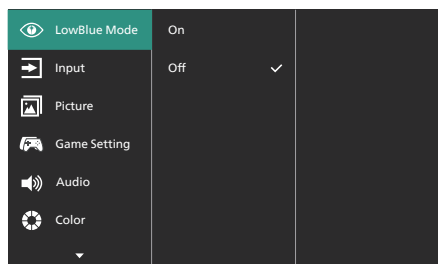 LowBlue Mode
On
Input
Off
Picture
Game Setting
Audio
Color